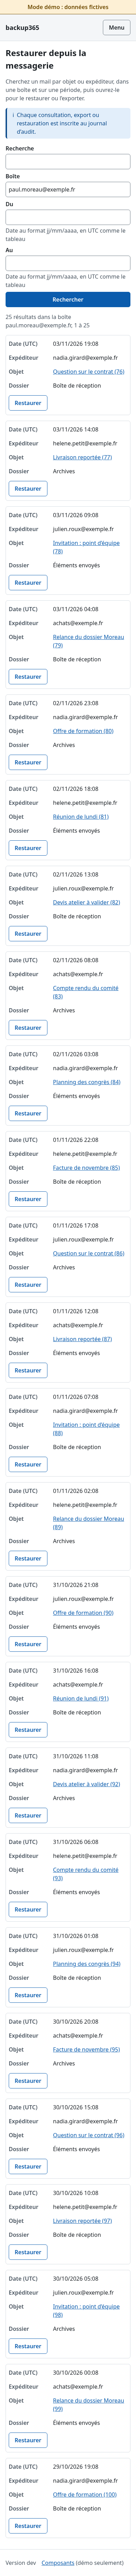 Mode démo : données fictives
backup365
Menu
Restaurer depuis la
messagerie
Cherchez un mail par objet ou expéditeur, dans
une boîte et sur une période, puis ouvrez-le
pour le restaurer ou l'exporter.
i Chaque consultation, export ou
restauration est inscrite au journal
d'audit.
Recherche
Boîte
paul.moreau@exemple.fr
Du
Date au format jj/mm/aaaa, en UTC comme le
tableau
Au
Date au format jj/mm/aaaa, en UTC comme le
tableau
Rechercher
25 résultats dans la boîte
paul.moreau@exemple.fr, 1 à 25
Date (UTC) 03/11/2026 19:08
Expéditeur nadia.girard@exemple.fr
Objet Question sur le contrat (76)
Dossier Boîte de réception
Restaurer
Date (UTC) 03/11/2026 14:08
Expéditeur helene.petit@exemple.fr
Objet Livraison reportée (77)
Dossier Archives
Restaurer
Date (UTC) 03/11/2026 09:08
Expéditeur julien.roux@exemple.fr
Objet Invitation : point d'équipe
(78)
Dossier Éléments envoyés
Restaurer
Date (UTC) 03/11/2026 04:08
Expéditeur achats@exemple.fr
Objet Relance du dossier Moreau
(79)
Dossier Boîte de réception
Restaurer
Date (UTC) 02/11/2026 23:08
Expéditeur nadia.girard@exemple.fr
Objet Offre de formation (80)
Dossier Archives
Restaurer
Date (UTC) 02/11/2026 18:08
Expéditeur helene.petit@exemple.fr
Objet Réunion de lundi (81)
Dossier Éléments envoyés
Restaurer
Date (UTC) 02/11/2026 13:08
Expéditeur julien.roux@exemple.fr
Objet Devis atelier à valider (82)
Dossier Boîte de réception
Restaurer
Date (UTC) 02/11/2026 08:08
Expéditeur achats@exemple.fr
Objet Compte rendu du comité
(83)
Dossier Archives
Restaurer
Date (UTC) 02/11/2026 03:08
Expéditeur nadia.girard@exemple.fr
Objet Planning des congrès (84)
Dossier Éléments envoyés
Restaurer
Date (UTC) 01/11/2026 22:08
Expéditeur helene.petit@exemple.fr
Objet Facture de novembre (85)
Dossier Boîte de réception
Restaurer
Date (UTC) 01/11/2026 17:08
Expéditeur julien.roux@exemple.fr
Objet Question sur le contrat (86)
Dossier Archives
Restaurer
Date (UTC) 01/11/2026 12:08
Expéditeur achats@exemple.fr
Objet Livraison reportée (87)
Dossier Éléments envoyés
Restaurer
Date (UTC) 01/11/2026 07:08
Expéditeur nadia.girard@exemple.fr
Objet Invitation : point d'équipe
(88)
Dossier Boîte de réception
Restaurer
Date (UTC) 01/11/2026 02:08
Expéditeur helene.petit@exemple.fr
Objet Relance du dossier Moreau
(89)
Dossier Archives
Restaurer
Date (UTC) 31/10/2026 21:08
Expéditeur julien.roux@exemple.fr
Objet Offre de formation (90)
Dossier Éléments envoyés
Restaurer
Date (UTC) 31/10/2026 16:08
Expéditeur achats@exemple.fr
Objet Réunion de lundi (91)
Dossier Boîte de réception
Restaurer
Date (UTC) 31/10/2026 11:08
Expéditeur nadia.girard@exemple.fr
Objet Devis atelier à valider (92)
Dossier Archives
Restaurer
Date (UTC) 31/10/2026 06:08
Expéditeur helene.petit@exemple.fr
Objet Compte rendu du comité
(93)
Dossier Éléments envoyés
Restaurer
Date (UTC) 31/10/2026 01:08
Expéditeur julien.roux@exemple.fr
Objet Planning des congrès (94)
Dossier Boîte de réception
Restaurer
Date (UTC) 30/10/2026 20:08
Expéditeur achats@exemple.fr
Objet Facture de novembre (95)
Dossier Archives
Restaurer
Date (UTC) 30/10/2026 15:08
Expéditeur nadia.girard@exemple.fr
Objet Question sur le contrat (96)
Dossier Éléments envoyés
Restaurer
Date (UTC) 30/10/2026 10:08
Expéditeur helene.petit@exemple.fr
Objet Livraison reportée (97)
Dossier Boîte de réception
Restaurer
Date (UTC) 30/10/2026 05:08
Expéditeur julien.roux@exemple.fr
Objet Invitation : point d'équipe
(98)
Dossier Archives
Restaurer
Date (UTC) 30/10/2026 00:08
Expéditeur achats@exemple.fr
Objet Relance du dossier Moreau
(99)
Dossier Éléments envoyés
Restaurer
Date (UTC) 29/10/2026 19:08
Expéditeur nadia.girard@exemple.fr
Objet Offre de formation (100)
Dossier Boîte de réception
Restaurer
Version dev Composants (démo seulement)